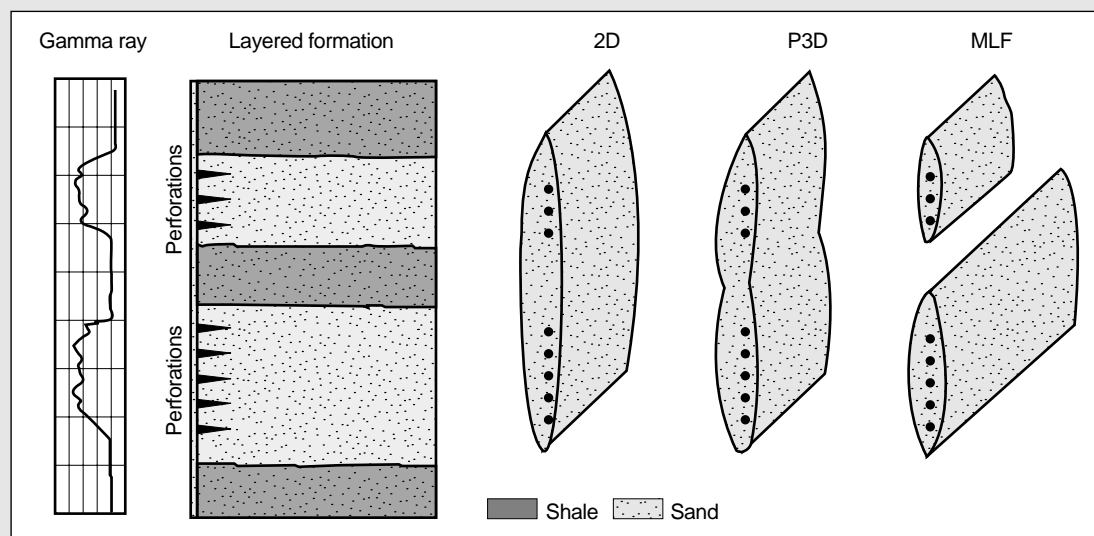 Gamma ray
Layered formation
2D
P3D
MLF
Perforations
Perforations
Shale
Sand